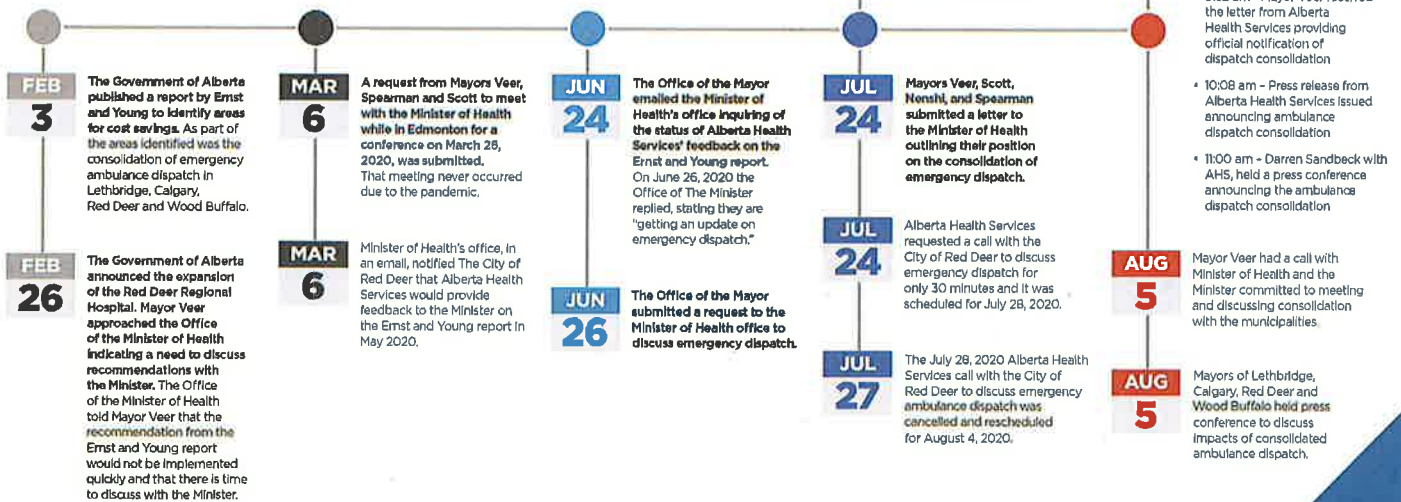 FEB
3
The Government of Alberta
published a report by Ernst
and Young to identify areas
for cost savings. As part of
the areas identified was the
consolidation of emergency
ambulance dispatch in
Lethbridge, Calgary,
Red Deer and Wood Buffalo.
FEB
26
The Government of Alberta
announced the expansion
of the Red Deer Regional
Hospital. Mayor Veer
approached the Office
of the Minister of Health
indicating a need to discuss
recommendations with
the Minister. The Office
of the Minister of Health
told Mayor Veer that the
recommendation from the
Ernst and Young report
would not be implemented
quickly and that there is time
to discuss with the Minister.
MAR
6
A request from Mayors Veer,
Spearman and Scott to meet
with the Minister of Health
while in Edmonton for a
conference on March 26,
2020, was submitted.
That meeting never occurred
due to the pandemic.
MAR
6
Minister of Health's office, in
an email, notified The City of
Red Deer that Alberta Health
Services would provide
feedback to the Minister on
the Ernst and Young report in
May 2020.
JUN
24
The Office of the Mayor
emailed the Minister of
Health's office inquiring of
the status of Alberta Health
Services' feedback on the
Ernst and Young report.
On June 26, 2020 the
Office of The Minister
replied, stating they are
"getting an update on
emergency dispatch."
JUN
26
The Office of the Mayor
submitted a request to the
Minister of Health office to
discuss emergency dispatch.
JUL
24
Mayors Veer, Scott,
Nenshi, and Spearman
submitted a letter to
the Minister of Health
outlining their position
on the consolidation of
emergency dispatch.
JUL
24
Alberta Health Services
requested a call with the
City of Red Deer to discuss
emergency dispatch for
only 30 minutes and it was
scheduled for July 28, 2020.
JUL
27
The July 28, 2020 Alberta Health
Services call with the City of
Red Deer to discuss emergency
ambulance dispatch was
cancelled and rescheduled
for August 4, 2020.
the letter from Alberta
Health Services providing
official notification of
dispatch consolidation
• 10:08 am - Press release from
Alberta Health Services issued
announcing ambulance
dispatch consolidation
• 11:00 am - Darren Sandbeck with
AHS, held a press conference
announcing the ambulance
dispatch consolidation
AUG
5
Mayor Veer had a call with
Minister of Health and the
Minister committed to meeting
and discussing consolidation
with the municipalities
AUG
5
Mayors of Lethbridge,
Calgary, Red Deer and
Wood Buffalo held press
conference to discuss
impacts of consolidated
ambulance dispatch.